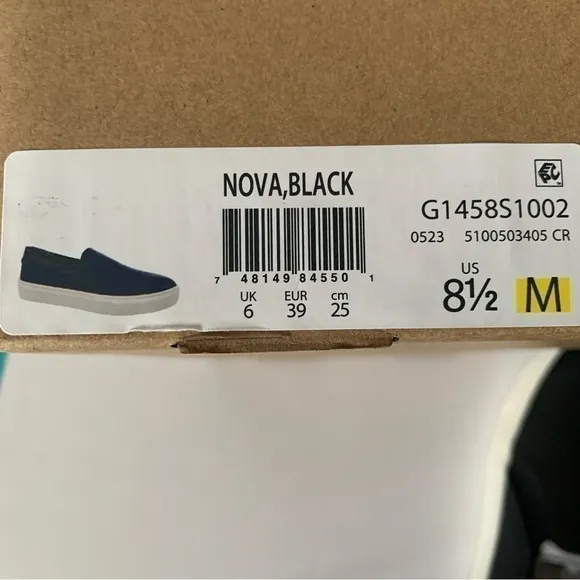 NOVA,BLACK
7 48149 84550 1
UK EUR cm
6 39 25
G1458S1002
0523 5100503405 CR
US
8½ M